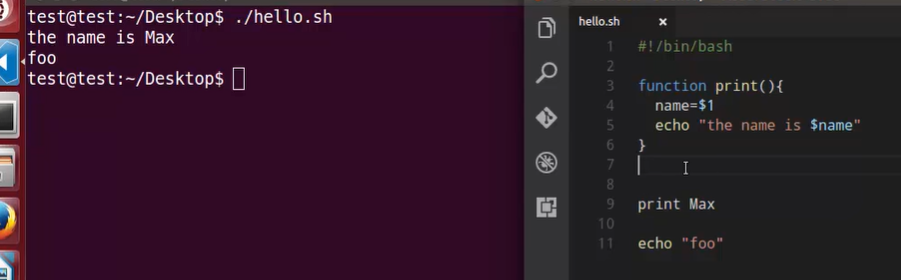 test@test:~/Desktop$ ./hello.sh
the name is Max
foo
test@test:~/Desktop$
hello.sh ×
1 #!/bin/bash
2
3 function print(){
4   name=$1
5   echo "the name is $name"
6 }
7
8
9 print Max
10
11 echo "foo"